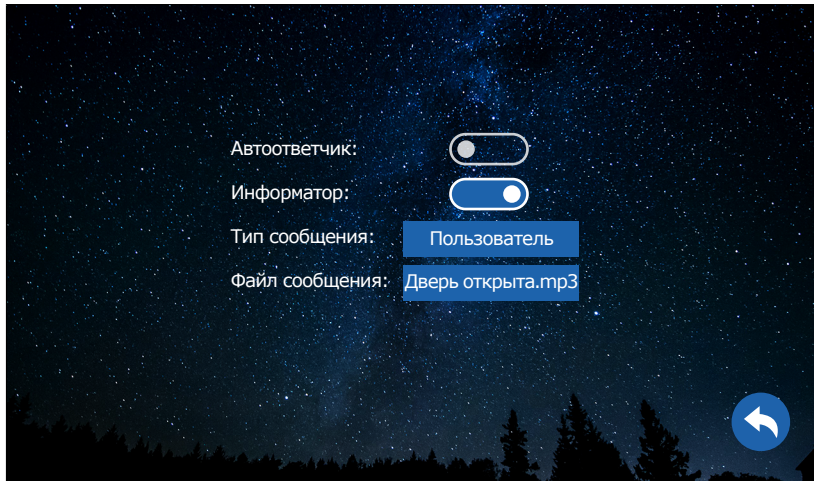 Автоответчик:
Информатор:
Тип сообщения: Пользователь
Файл сообщения: Дверь открыта.mp3